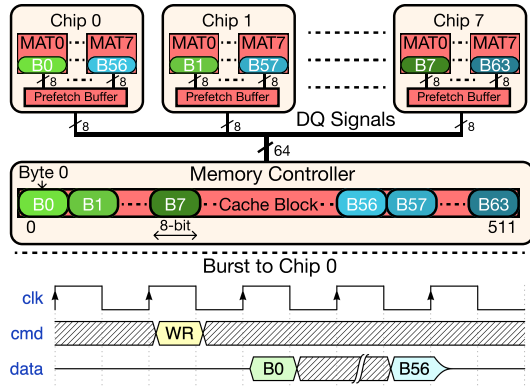 Chip 0 Chip 1 Chip 7
MAT0 MAT7 MAT0 MAT7 MAT0 MAT7
B0 B56 B1 B57 B7 B63
8 8 8 8 8 8
Prefetch Buffer Prefetch Buffer Prefetch Buffer
8 8 DQ Signals 8
64
Memory Controller
Byte 0
B0 B1 B7 Cache Block B56 B57 B63
0 8-bit 511
Burst to Chip 0
clk
cmd WR
data B0 B56